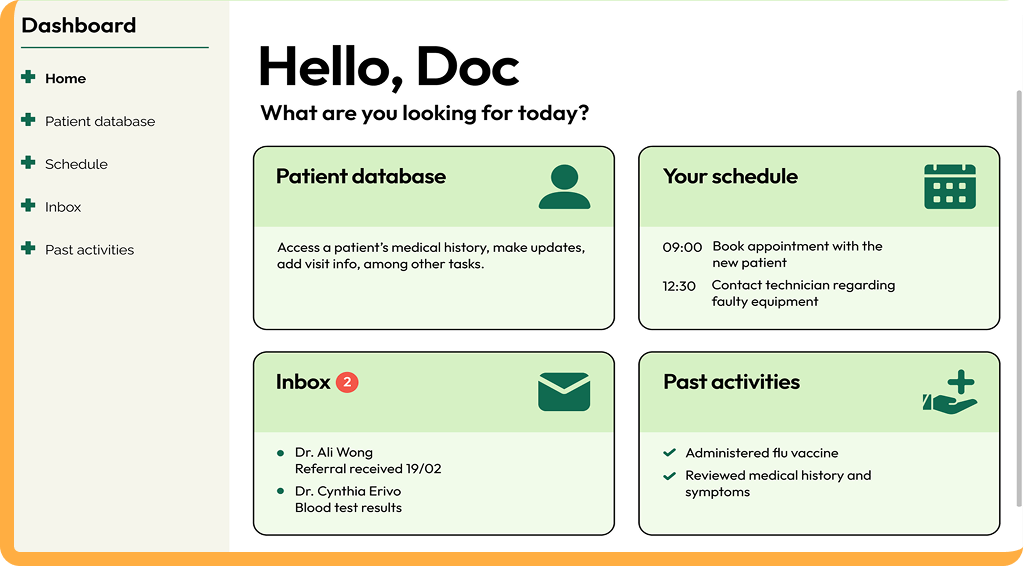 Dashboard
Home
Patient database
Schedule
Inbox
Past activities
Hello, Doc
What are you looking for today?
Patient database
Access a patient’s medical history, make updates,
add visit info, among other tasks.
Your schedule
09:00 Book appointment with the
new patient
12:30 Contact technician regarding
faulty equipment
Inbox 2
Dr. Ali Wong
Referral received 19/02
Dr. Cynthia Erivo
Blood test results
Past activities
Administered flu vaccine
Reviewed medical history and
symptoms